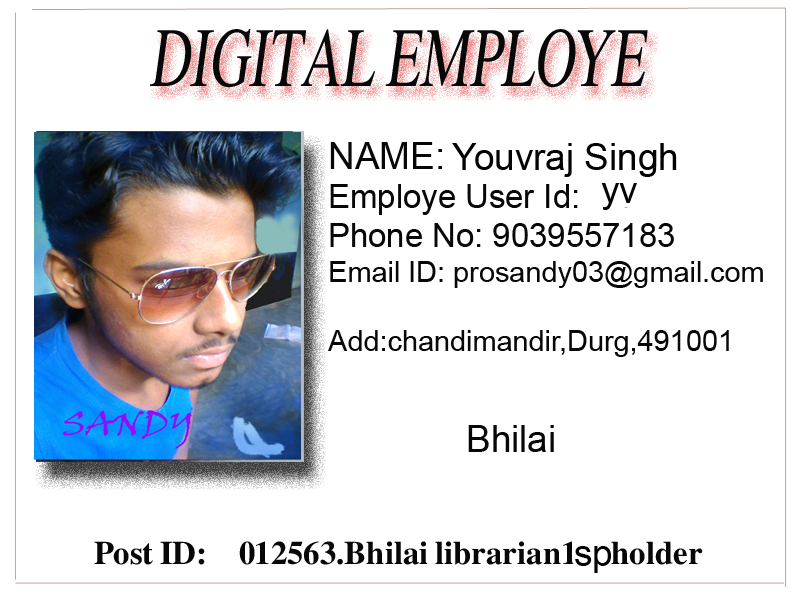 DIGITAL EMPLOYE
NAME: Youvraj Singh
Employe User Id: yv
Phone No: 9039557183
Email ID: prosandy03@gmail.com
Add:chandimandir,Durg,491001
SANDY
Bhilai
Post ID: 012563.Bhilai librarian1spholder